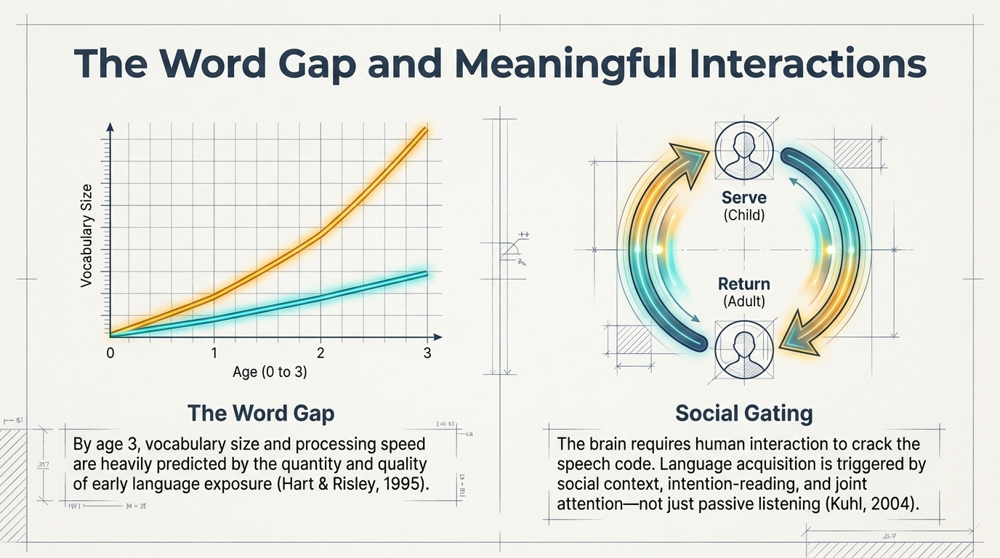 The Word Gap and Meaningful Interactions
Vocabulary Size
0 1 2 3
Age (0 to 3)
The Word Gap
By age 3, vocabulary size and processing speed
are heavily predicted by the quantity and quality
of early language exposure (Hart & Risley, 1995).
Serve
(Child)
Return
(Adult)
Social Gating
The brain requires human interaction to crack the
speech code. Language acquisition is triggered by
social context, intention-reading, and joint
attention—not just passive listening (Kuhl, 2004).